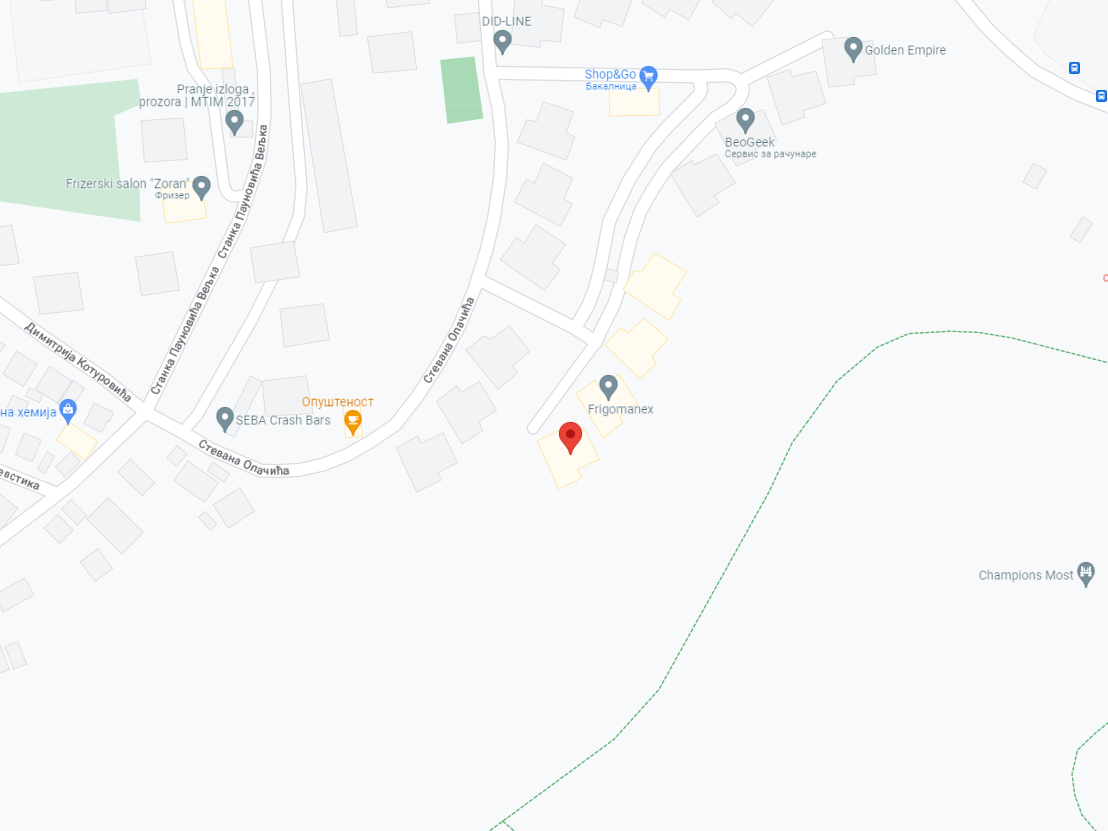 DID-LINE
Golden Empire
Shop&Go
Бакалница
Pranje izloga ,
prozora | MTIM 2017
BeoGeek
Сервис за рачунаре
Frizerski salon "Zoran"
Фризер
Станка Пауновића Вељка
Станка Пауновића Вељка
Стевана Опачића
Димитрија Котуровића
Опуштеност
Frigomanex
на хемија
SEBA Crash Bars
Стевана Опачића
австика
Champions Most